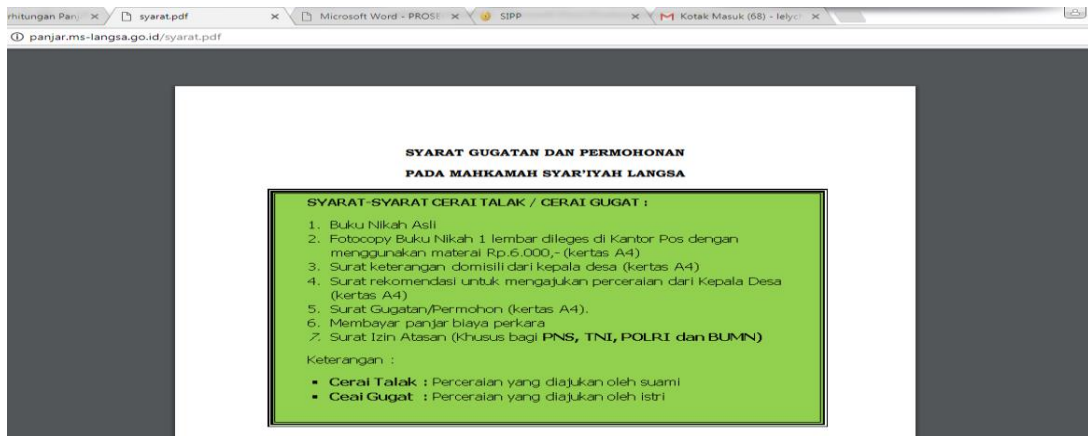 rhitungan Panj
syarat.pdf
Microsoft Word - PROSE
SIPP
Kotak Masuk (68) - lelyc
panjar.ms-langsa.go.id/syarat.pdf
SYARAT GUGATAN DAN PERMOHONAN
PADA MAHKAMAH SYAR'IYAH LANGSA
SYARAT-SYARAT CERAI TALAK / CERAI GUGAT :
1. Buku Nikah Asli
2. Fotocopy Buku Nikah 1 lembar dileges di Kantor Pos dengan
menggunakan materai Rp.6.000,- (kertas A4)
3. Surat keterangan domisili dari kepala desa (kertas A4)
4. Surat rekomendasi untuk mengajukan perceraian dari Kepala Desa
(kertas A4)
5. Surat Gugatan/Permohon (kertas A4).
6. Membayar panjar biaya perkara
7. Surat Izin Atasan (Khusus bagi PNS, TNI, POLRI dan BUMN)
Keterangan :
▪ Cerai Talak : Perceraian yang diajukan oleh suami
▪ Ceai Gugat : Perceraian yang diajukan oleh istri